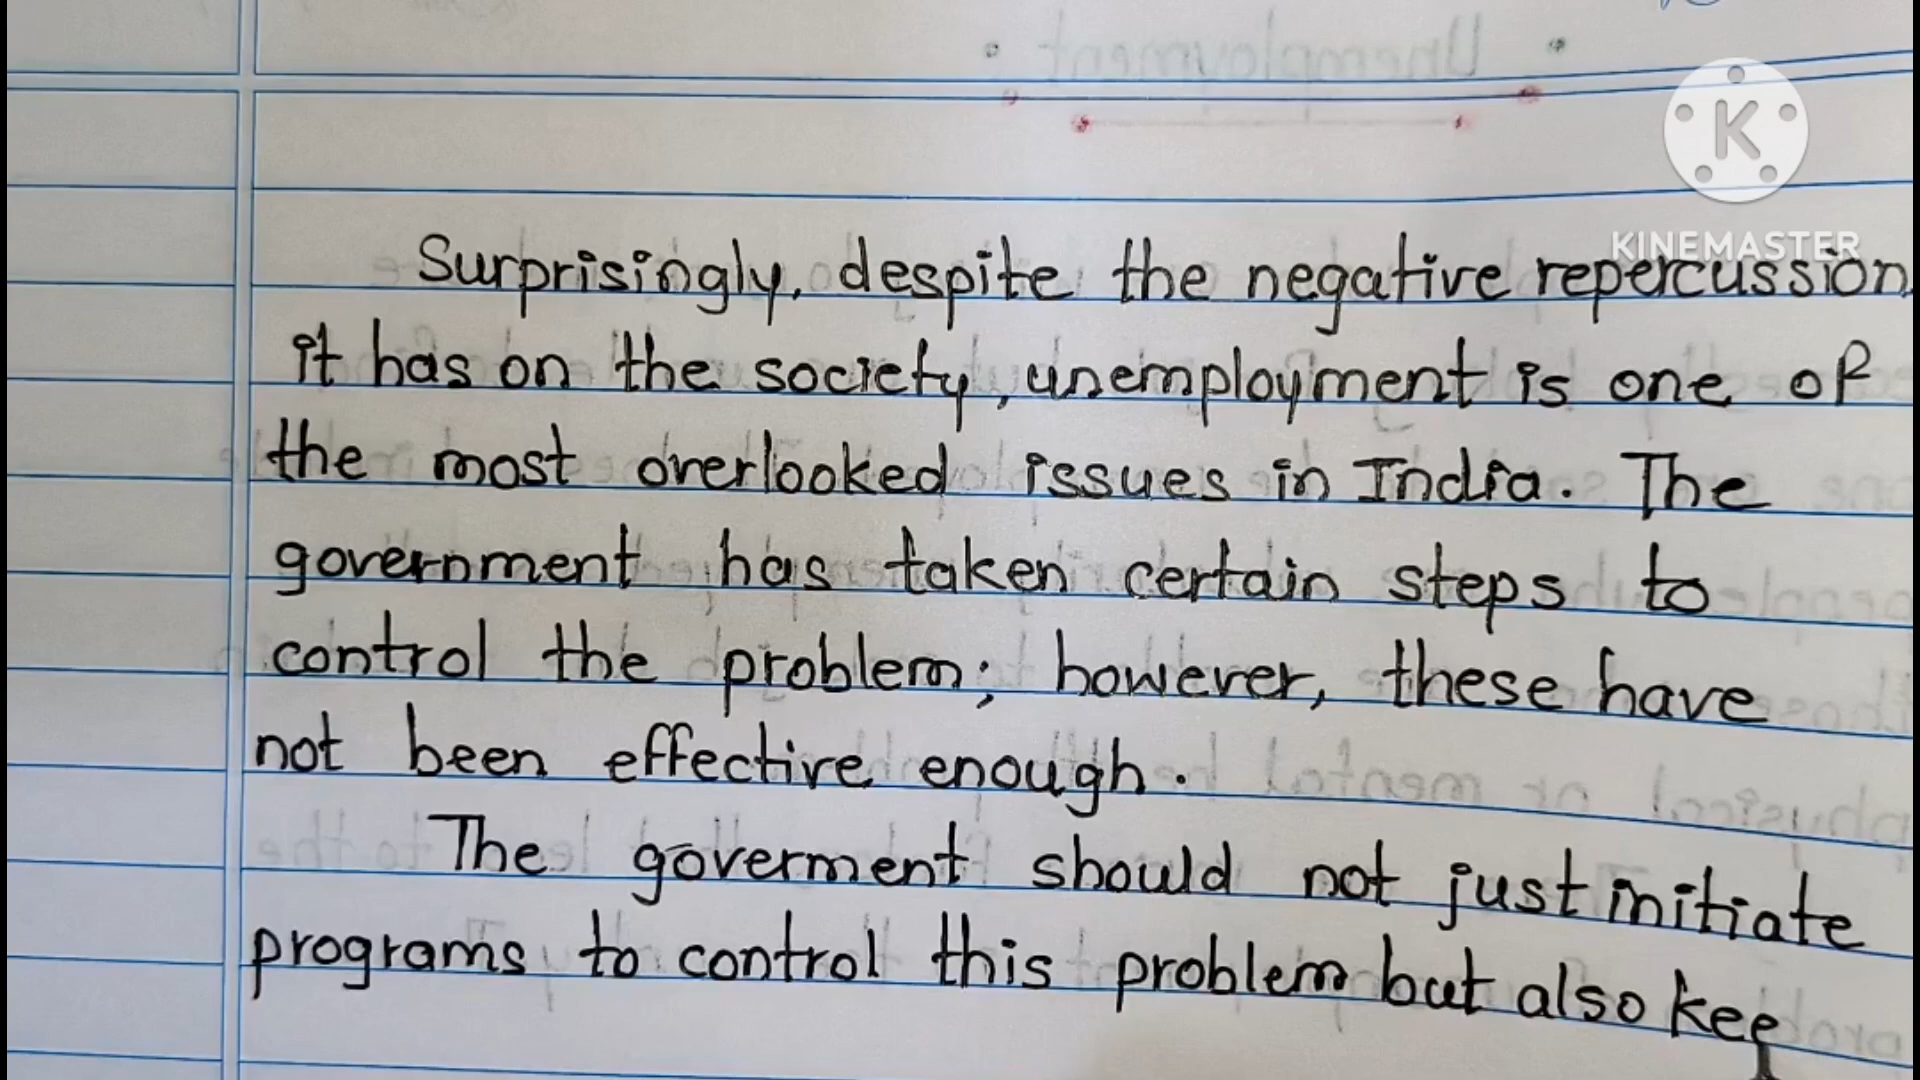 Unemployment
K
KINEMASTER
Surprisingly, despite the negative repercussion
it has on the society, unemployment is one of
the most overlooked issues in India. The
government has taken certain steps to
control the problem; however, these have
not been effective enough.
The goverment should not just initiate
programs to control this problem but also keep